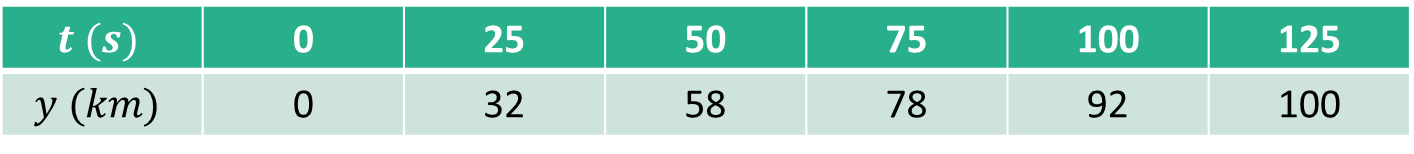 t (s) 0 25 50 75 100 125
y (km) 0 32 58 78 92 100